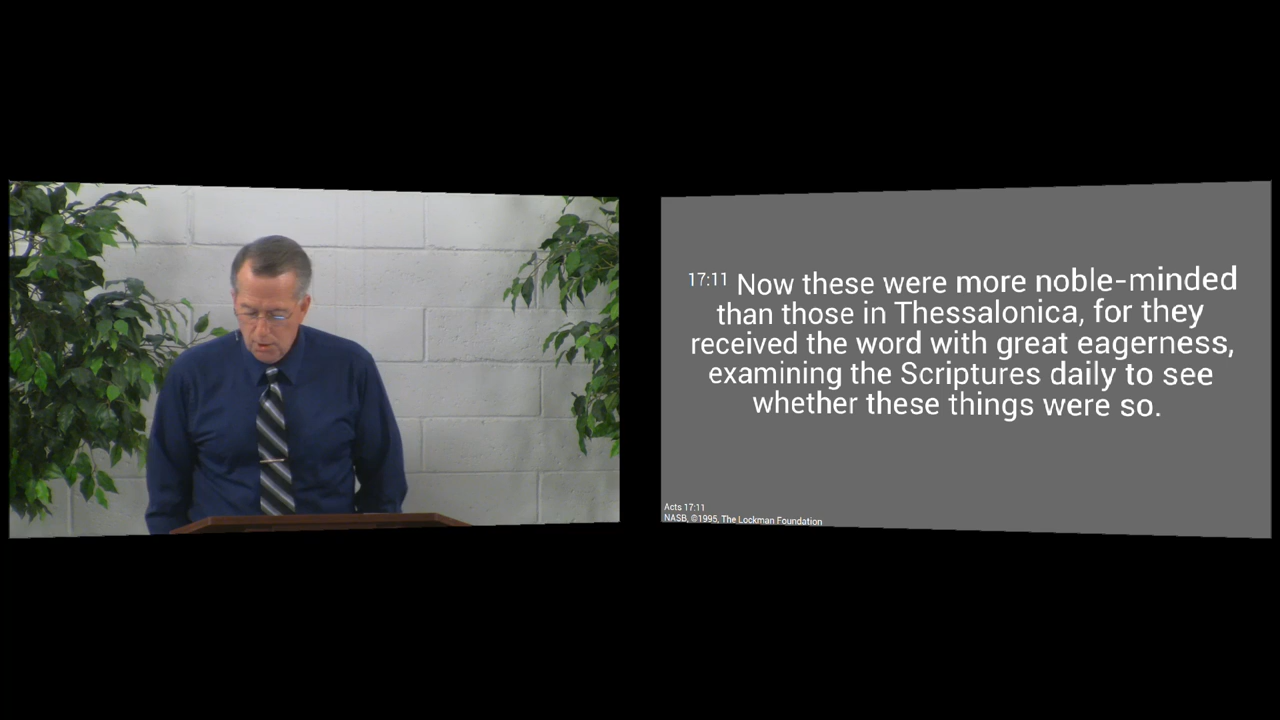 17:11 Now these were more noble-minded
than those in Thessalonica, for they
received the word with great eagerness,
examining the Scriptures daily to see
whether these things were so.
Acts 17:11
NASB, ©1995, The Lockman Foundation